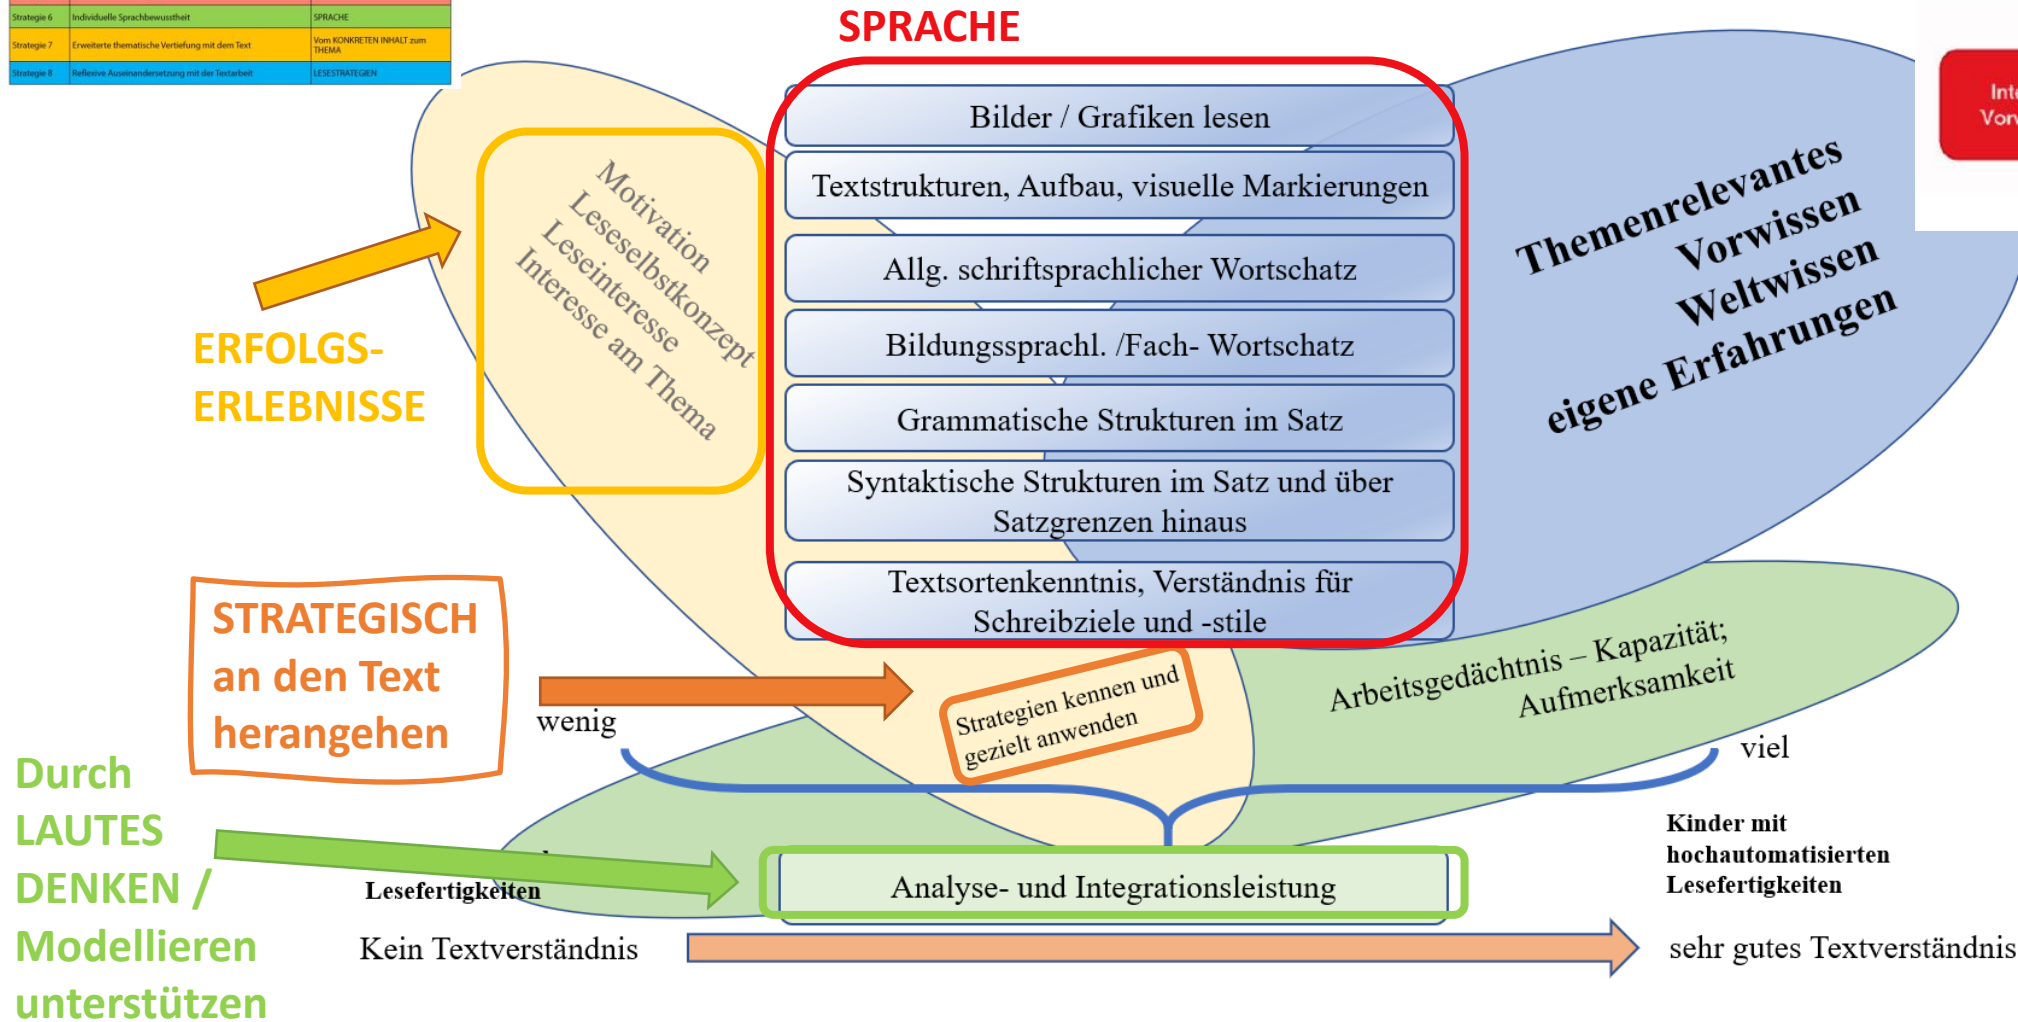 Strategie 6 Individuelle Sprachbewusstheit SPRACHE
Strategie 7 Erweiterte thematische Vertiefung mit dem Text Vom KONKRETEN INHALT zum
THEMA
Strategie 8 Reflexive Auseinandersetzung mit der Textarbeit LESESTRATEGIEN
SPRACHE
Bilder / Grafiken lesen
Textstrukturen, Aufbau, visuelle Markierungen
Allg. schriftsprachlicher Wortschatz
Bildungssprachl. /Fach- Wortschatz
Grammatische Strukturen im Satz
Syntaktische Strukturen im Satz und über
Satzgrenzen hinaus
Textsortenkenntnis, Verständnis für
Schreibziele und -stile
Motivation
Leseselbstkonzept
Leseinteresse
Interesse am Thema
Themenrelevantes
Vorwissen
Weltwissen
eigene Erfahrungen
ERFOLGS-
ERLEBNISSE
STRATEGISCH
an den Text
herangehen
wenig
Strategien kennen und
gezielt anwenden
Arbeitsgedächtnis – Kapazität;
Aufmerksamkeit
viel
Durch
LAUTES
DENKEN /
Modellieren
unterstützen
Lesefertigkeiten
Analyse- und Integrationsleistung
Kinder mit
hochautomatisierten
Lesefertigkeiten
Kein Textverständnis
sehr gutes Textverständnis